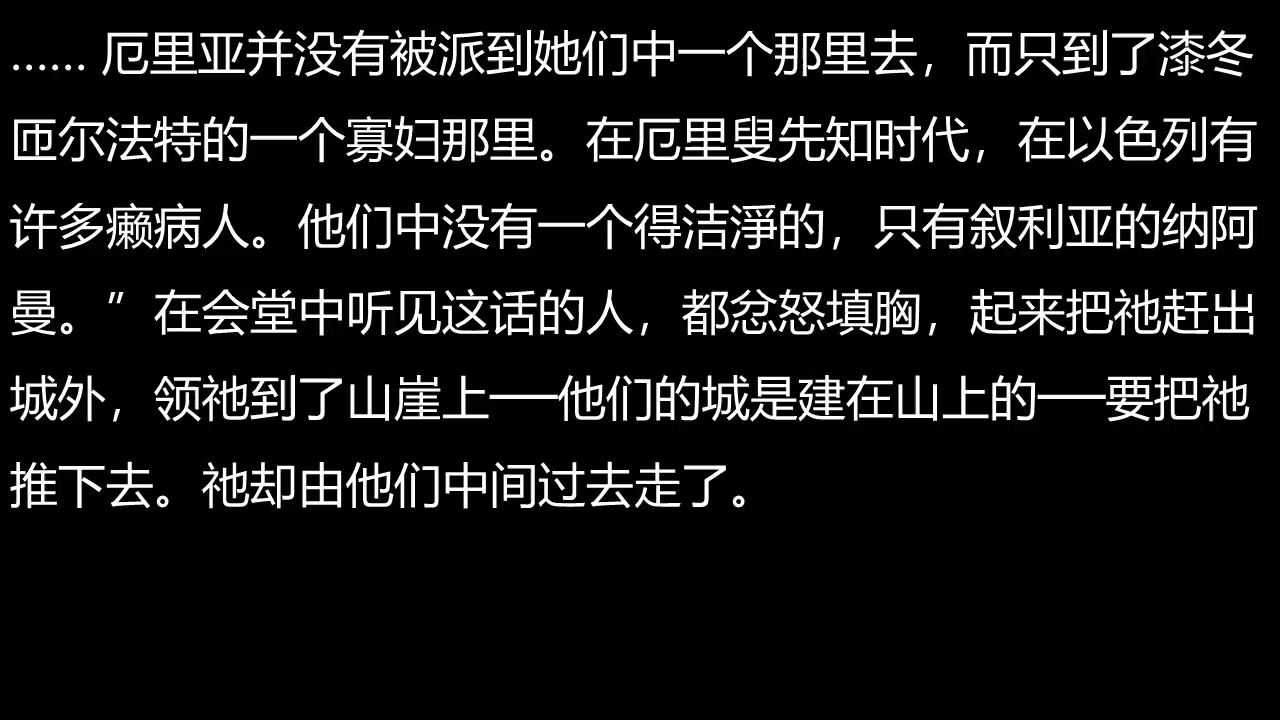 …… 厄里亚并没有被派到她们中一个那里去，而只到了漆冬
匝尔法特的一个寡妇那里。在厄里叟先知时代，在以色列有
许多癞病人。他们中没有一个得洁淨的，只有叙利亚的纳阿
曼。”在会堂中听见这话的人，都忿怒填胸，起来把祂赶出
城外，领祂到了山崖上──他们的城是建在山上的──要把祂
推下去。祂却由他们中间过去走了。